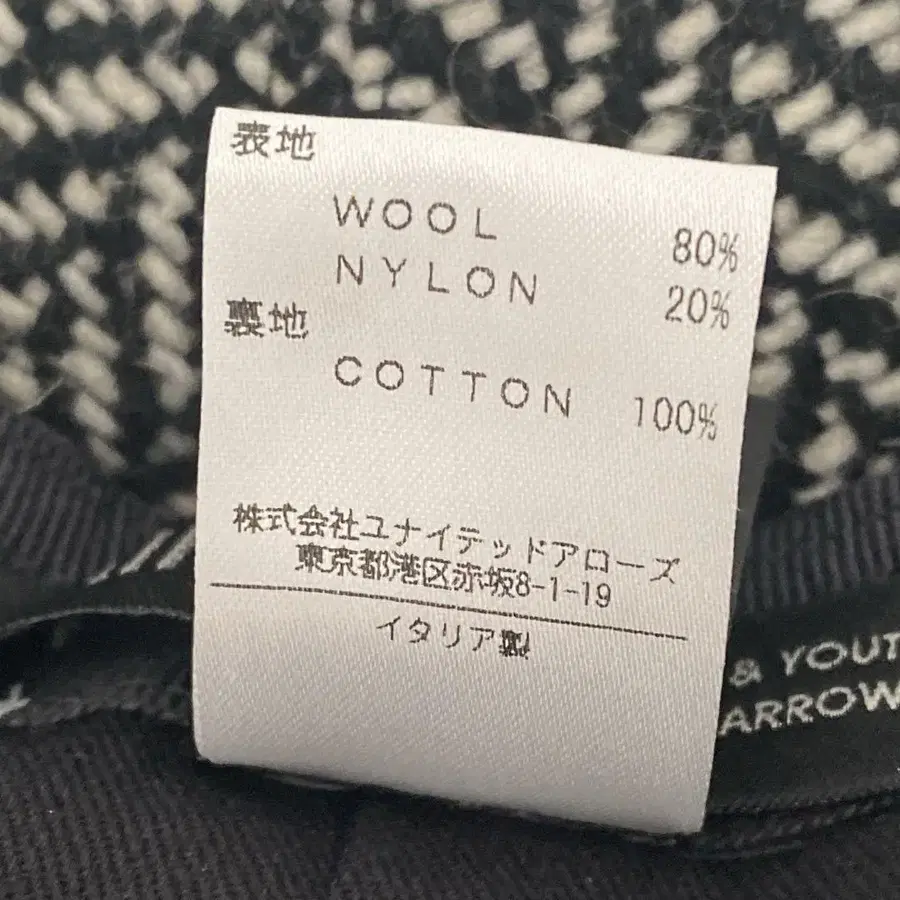 表地
WOOL 80%
NYLON 20%
裏地
COTTON 100%
株式会社ユナイテッドアローズ
東京都港区赤坂8-1-19
イタリア製
& YOUT
ARROW